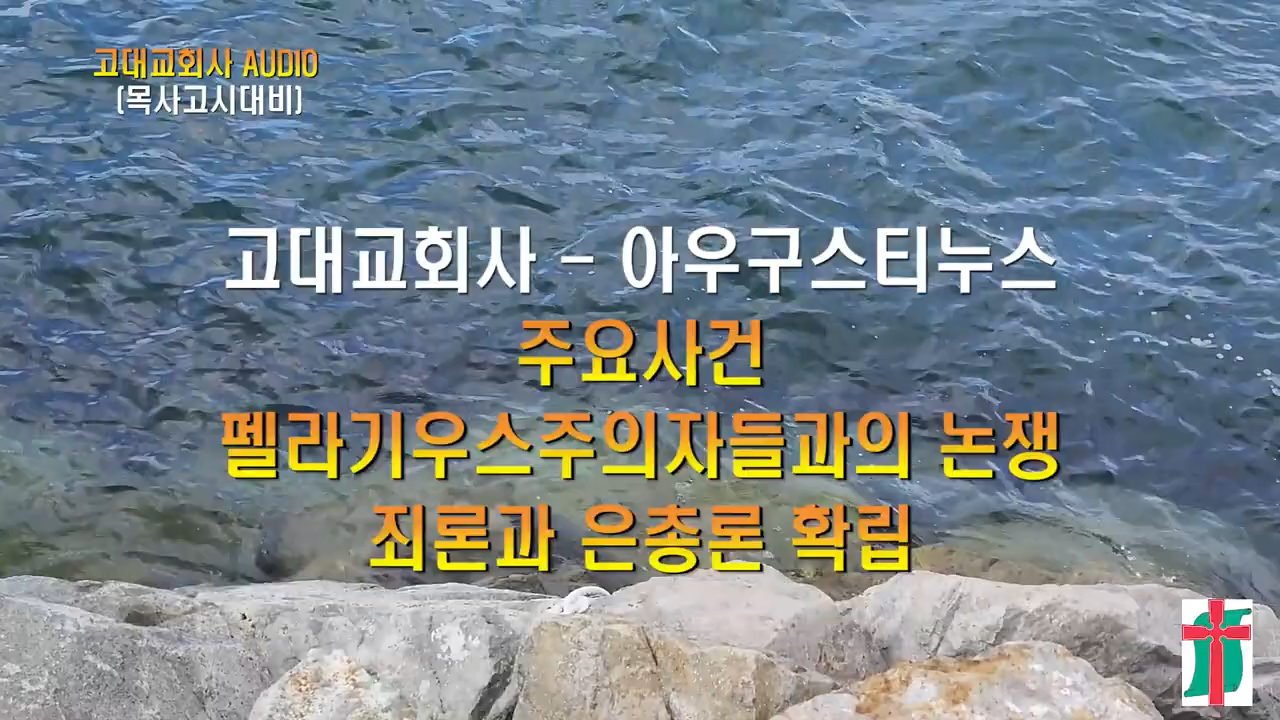 고대교회사 AUDIO
(목사고시대비)
고대교회사 - 아우구스티누스
주요사건
펠라기우스주의자들과의 논쟁
죄론과 은총론 확립